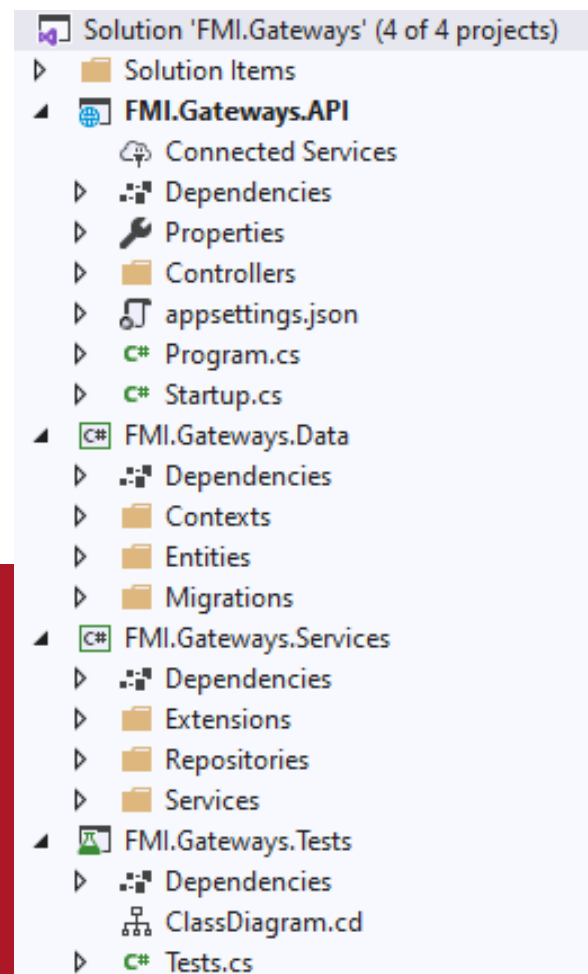 Solution 'FMI.Gateways' (4 of 4 projects)
Solution Items
FMI.Gateways.API
Connected Services
Dependencies
Properties
Controllers
appsettings.json
C# Program.cs
C# Startup.cs
C# FMI.Gateways.Data
Dependencies
Contexts
Entities
Migrations
C# FMI.Gateways.Services
Dependencies
Extensions
Repositories
Services
FMI.Gateways.Tests
Dependencies
ClassDiagram.cd
C# Tests.cs